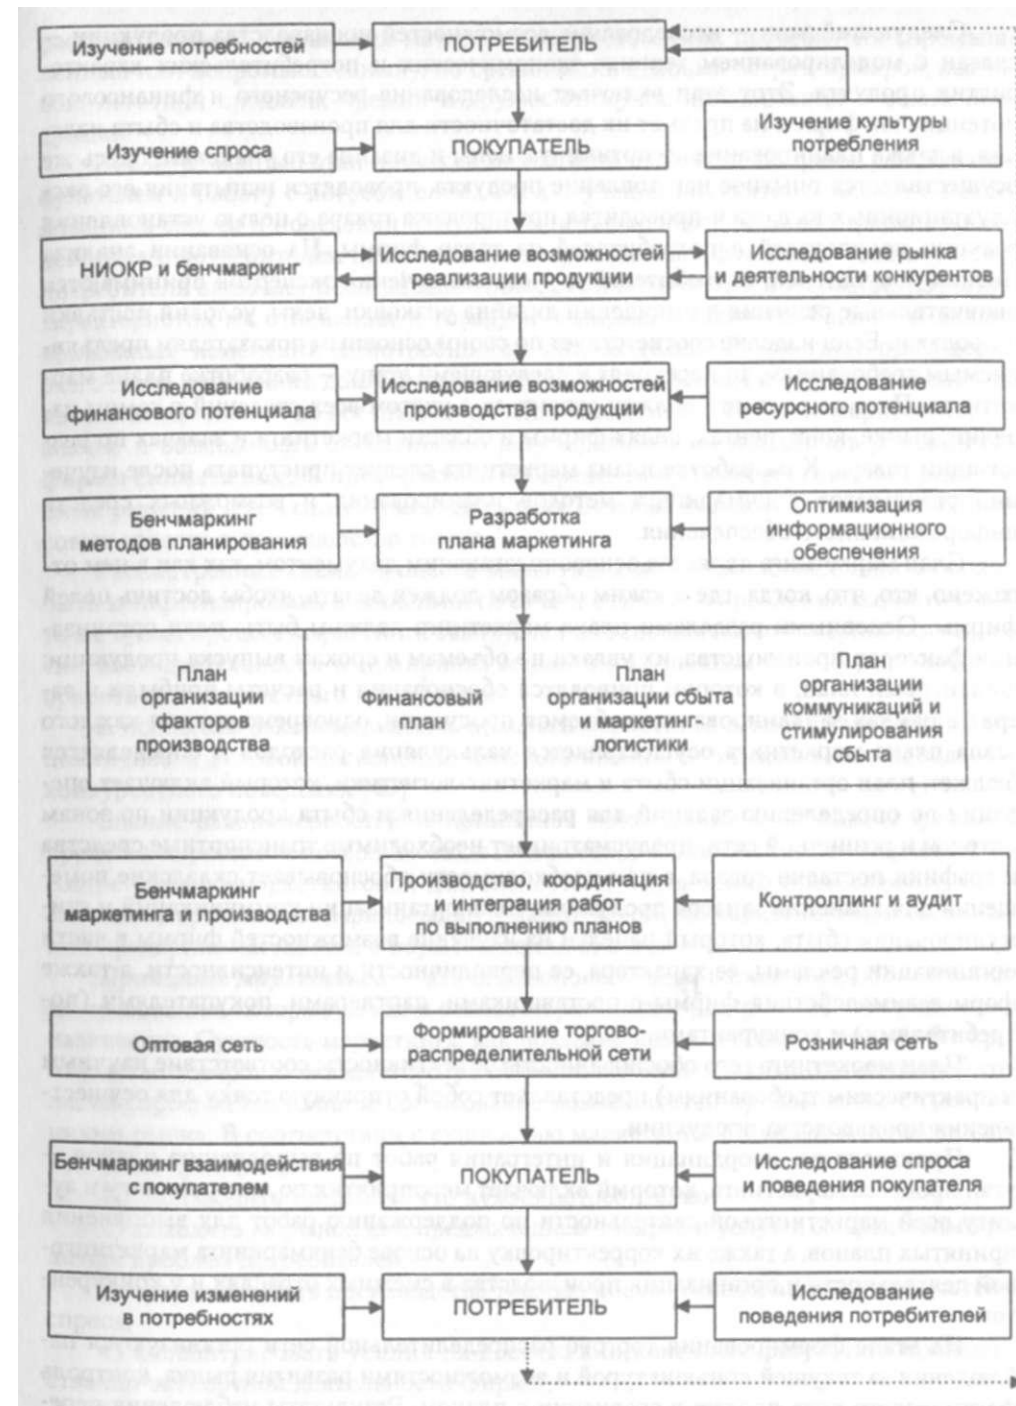 Изучение потребностей
ПОТРЕБИТЕЛЬ
Изучение культуры
потребления
Изучение спроса
ПОКУПАТЕЛЬ
НИОКР и бенчмаркинг
Исследование возможностей
реализации продукции
Исследование рынка
и деятельности конкурентов
Исследование
финансового потенциала
Исследование возможностей
производства продукции
Исследование
ресурсного потенциала
Бенчмаркинг
методов планирования
Разработка
плана маркетинга
Оптимизация
информационного
обеспечения
План
организации
факторов
производства
Финансовый
план
План
организации сбыта
и маркетинг-
логистики
План
организации
коммуникаций и
стимулирования
сбыта
Бенчмаркинг
маркетинга и производства
Производство, координация
и интеграция работ
по выполнению планов
Контроллинг и аудит
Оптовая сеть
Формирование торгово-
распределительной сети
Розничная сеть
Бенчмаркинг взаимодействия
с покупателем
ПОКУПАТЕЛЬ
Исследование спроса
и поведения покупателя
Изучение изменений
в потребностях
ПОТРЕБИТЕЛЬ
Исследование
поведения потребителей